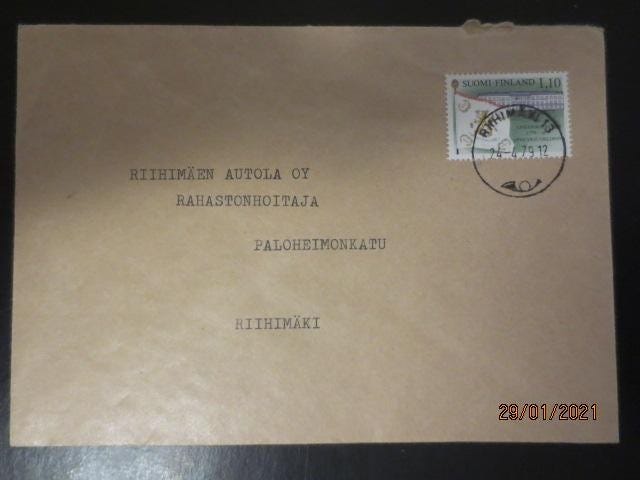 SUOMI-FINLAND 1,10
RIIHIMÄKI 13
24.-4.79.12
RIIHIMÄEN AUTOLA OY
RAHASTONHOITAJA
PALOHEIMONKATU
RIIHIMÄKI
29/01/2021